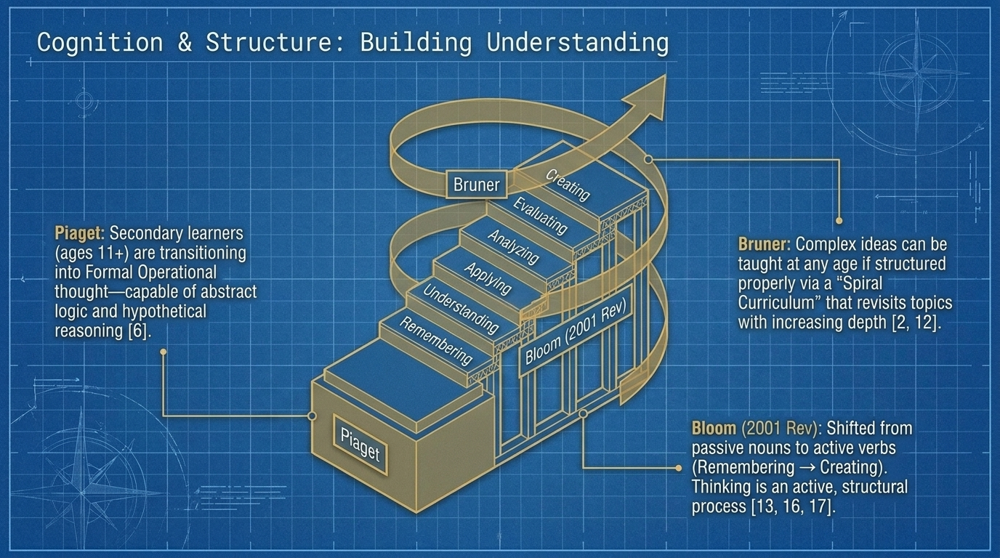 Cognition & Structure: Building Understanding
Bruner
Creating
Evaluating
Analyzing
Applying
Understanding
Remembering
Bloom (2001 Rev)
Piaget
Piaget: Secondary learners
(ages 11+) are transitioning
into Formal Operational
thought—capable of abstract
logic and hypothetical
reasoning [6].
Bruner: Complex ideas can be
taught at any age if structured
properly via a “Spiral
Curriculum” that revisits topics
with increasing depth [2, 12].
Bloom (2001 Rev): Shifted from
passive nouns to active verbs
(Remembering → Creating).
Thinking is an active, structural
process [13, 16, 17].